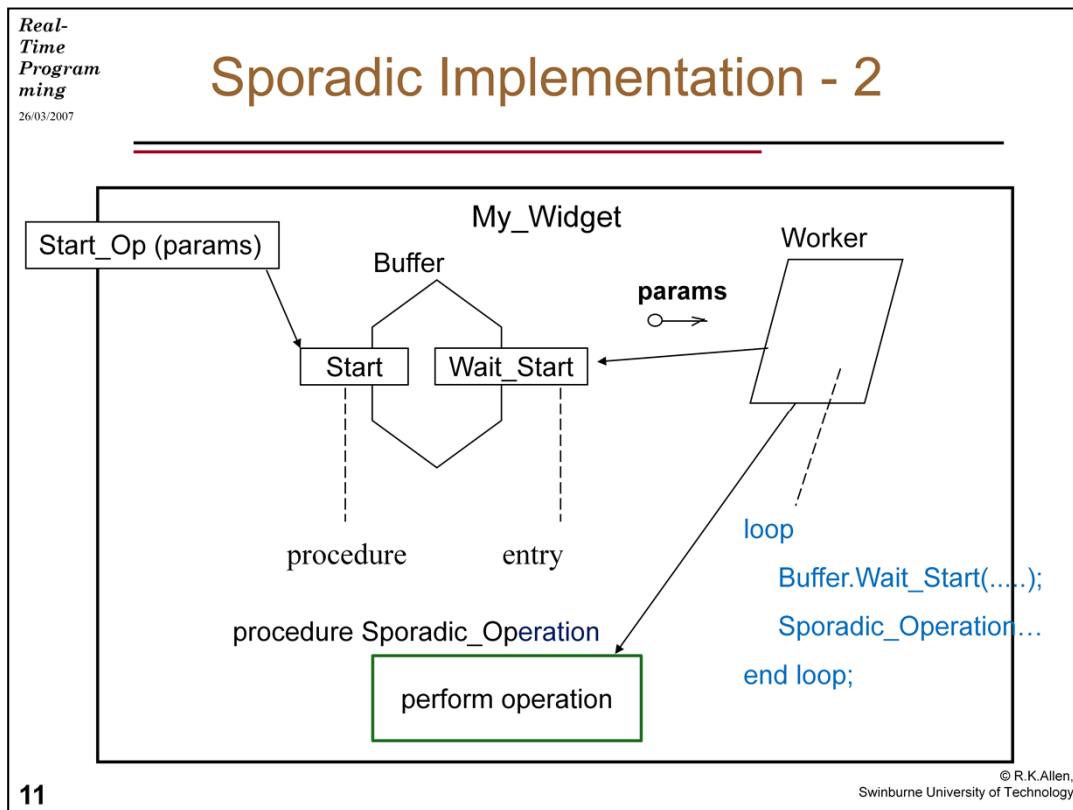 Real-
Time
Program
ming
26/03/2007
Sporadic Implementation - 2
My_Widget
Start_Op (params)
Buffer
Worker
params
Start
Wait_Start
procedure
entry
loop
Buffer.Wait_Start(.....);
procedure Sporadic_Operation
Sporadic_Operation…
perform operation
end loop;
11
© R.K.Allen,
Swinburne University of Technology